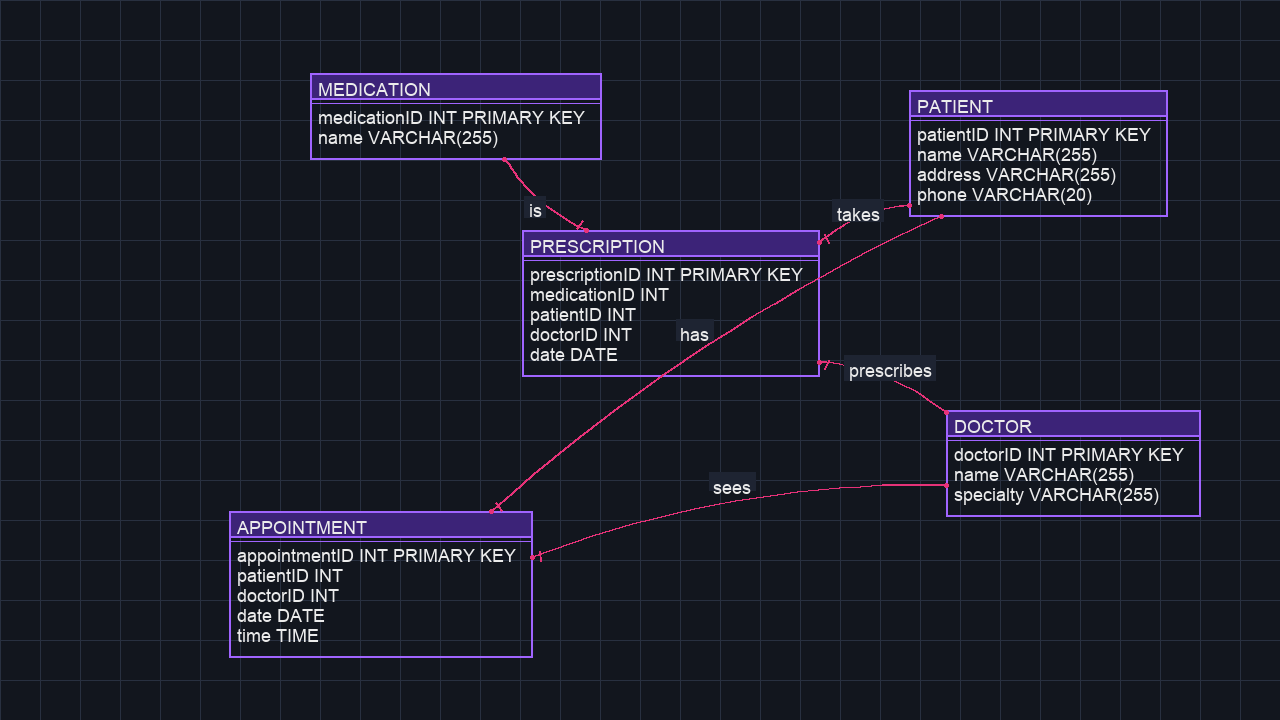 MEDICATION
medicationID INT PRIMARY KEY
name VARCHAR(255)
PATIENT
patientID INT PRIMARY KEY
name VARCHAR(255)
address VARCHAR(255)
phone VARCHAR(20)
is
takes
PRESCRIPTION
prescriptionID INT PRIMARY KEY
medicationID INT
patientID INT
doctorID INT
date DATE
has
prescribes
DOCTOR
doctorID INT PRIMARY KEY
name VARCHAR(255)
specialty VARCHAR(255)
sees
APPOINTMENT
appointmentID INT PRIMARY KEY
patientID INT
doctorID INT
date DATE
time TIME